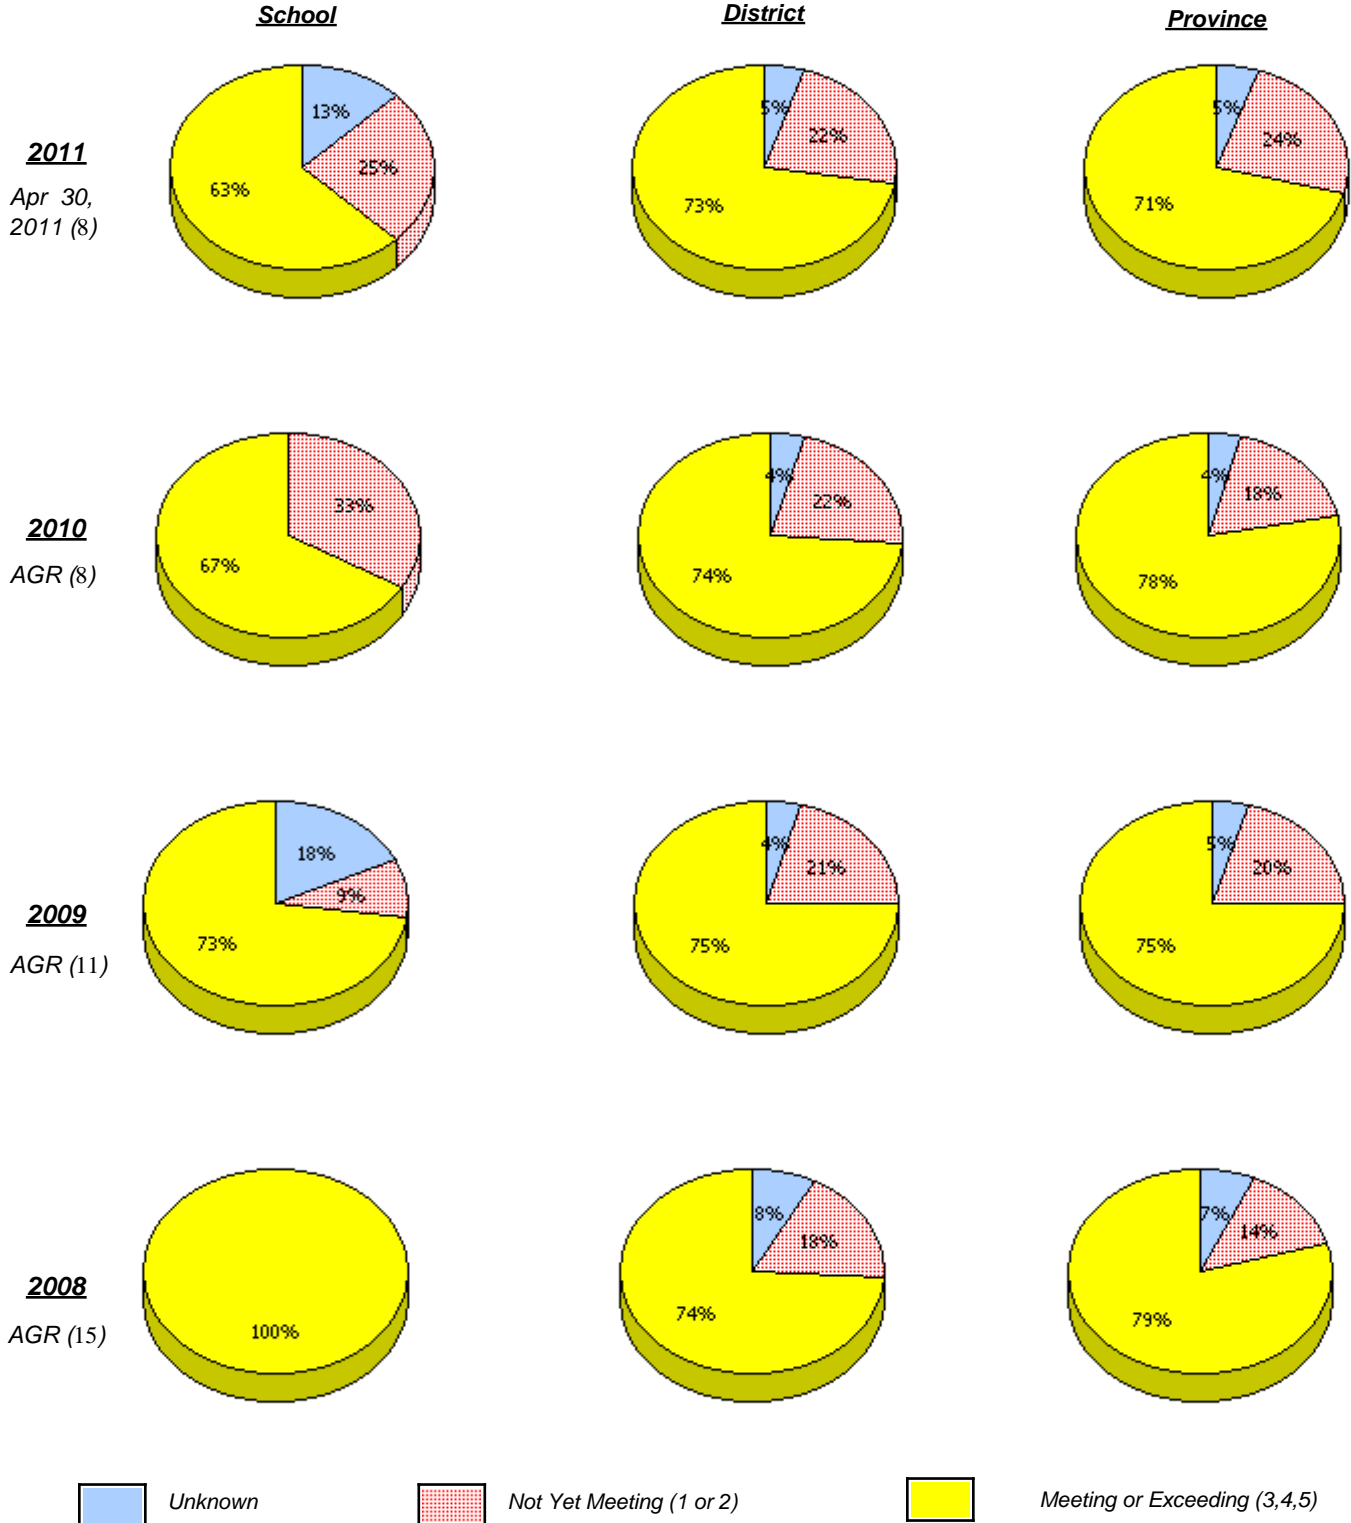 School District Province
2011
Apr 30,
2011 (8)
13% 25% 63%
5% 22% 73%
5% 24% 71%
2010
AGR (8)
33% 67%
4% 22% 74%
4% 18% 78%
2009
AGR (11)
18% 9% 73%
4% 21% 75%
5% 20% 75%
2008
AGR (15)
100%
8% 18% 74%
7% 14% 79%
Unknown Not Yet Meeting (1 or 2) Meeting or Exceeding (3,4,5)